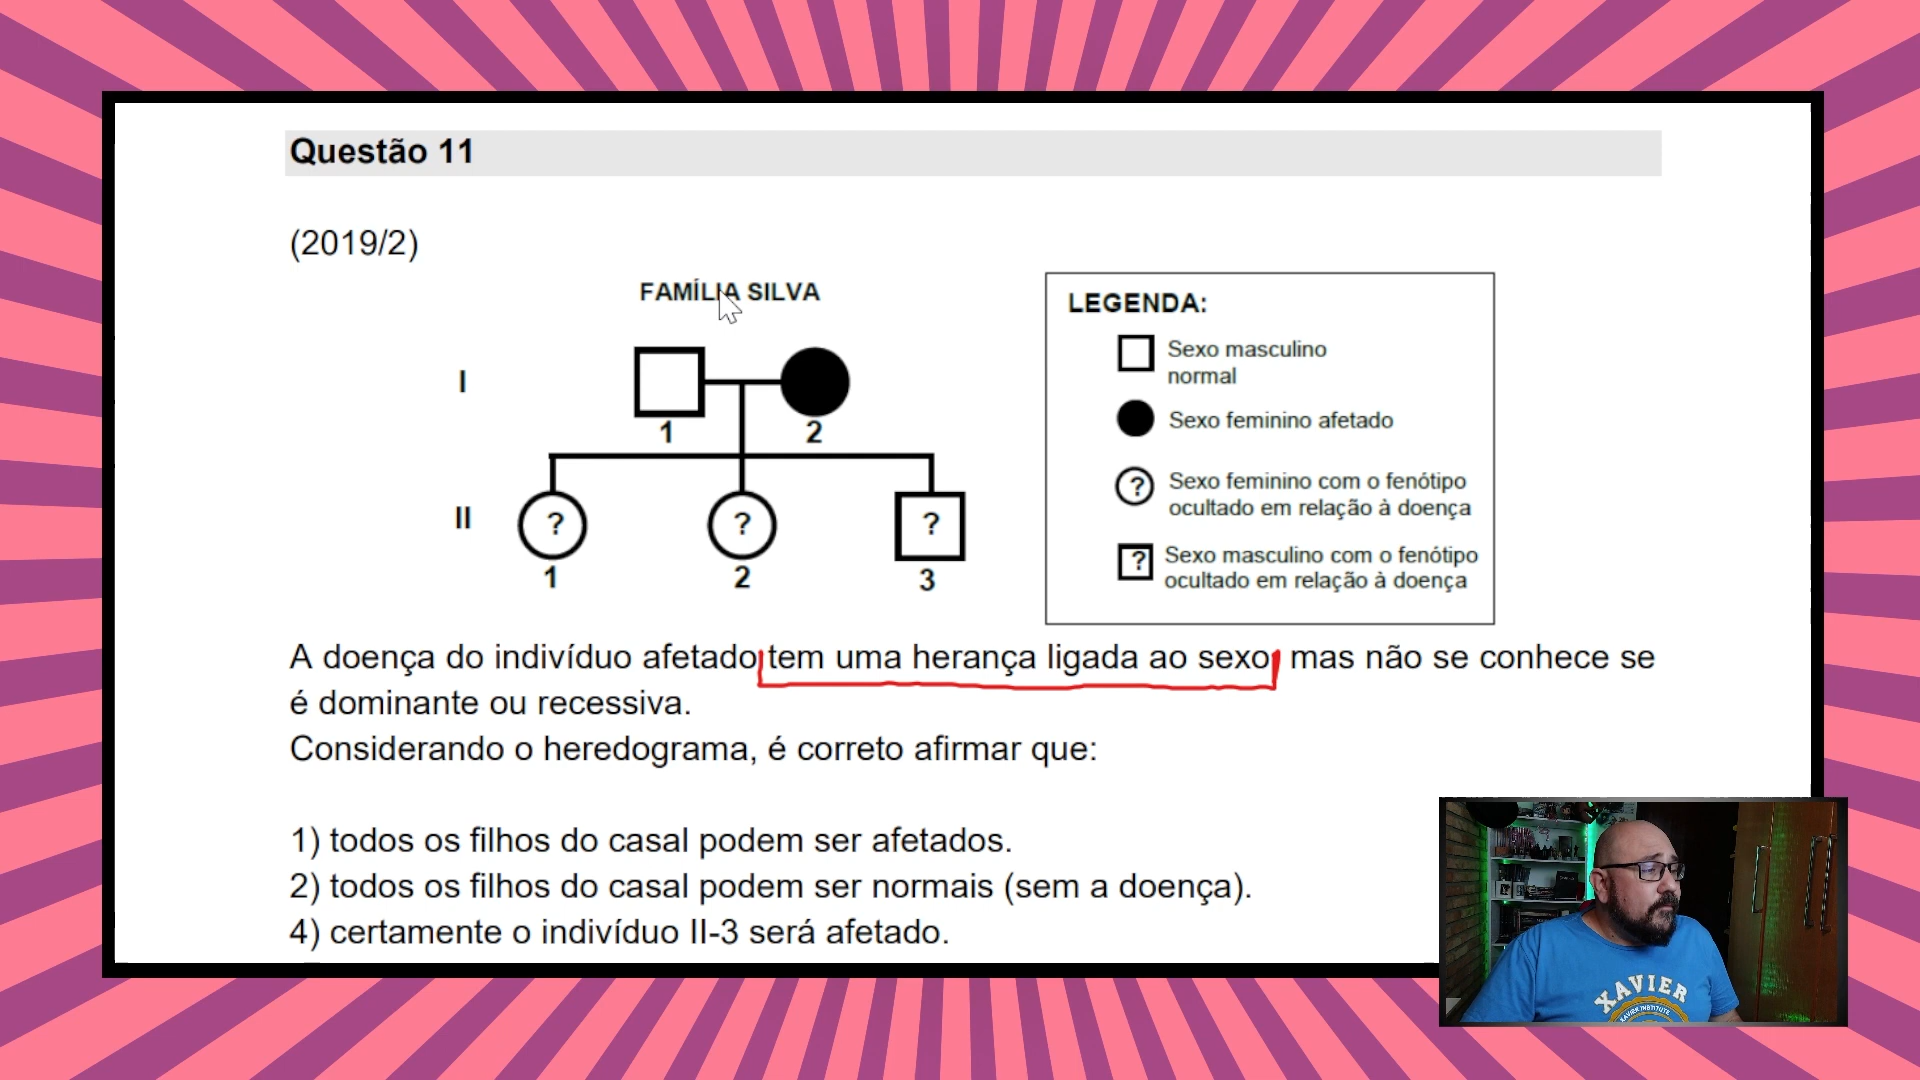 Questão 11
(2019/2)
FAMÍLIA SILVA
LEGENDA:
Sexo masculino
normal
Sexo feminino afetado
?
Sexo feminino com o fenótipo
ocultado em relação à doença
?
Sexo masculino com o fenótipo
ocultado em relação à doença
I
1
2
II
?
?
?
1
2
3
A doença do indivíduo afetado tem uma herança ligada ao sexo, mas não se conhece se
é dominante ou recessiva.
Considerando o heredograma, é correto afirmar que:
1) todos os filhos do casal podem ser afetados.
2) todos os filhos do casal podem ser normais (sem a doença).
4) certamente o indivíduo II-3 será afetado.
XAVIER
XAVIER INSTITUTE